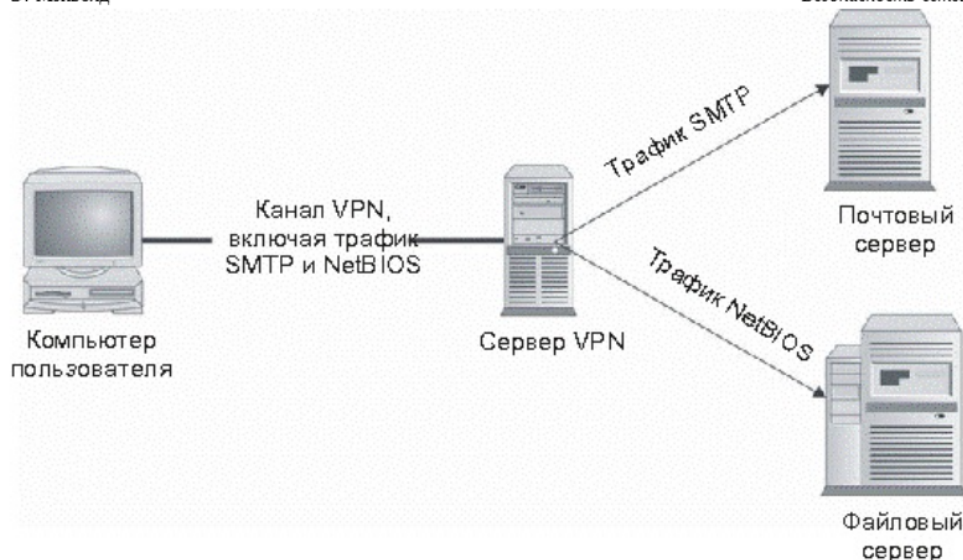 Трафик SMTP
Почтовый
сервер
Канал VPN,
включая трафик
SMTP и NetBIOS
Компьютер
пользователя
Сервер VPN
Трафик NetBIOS
Файловый
сервер